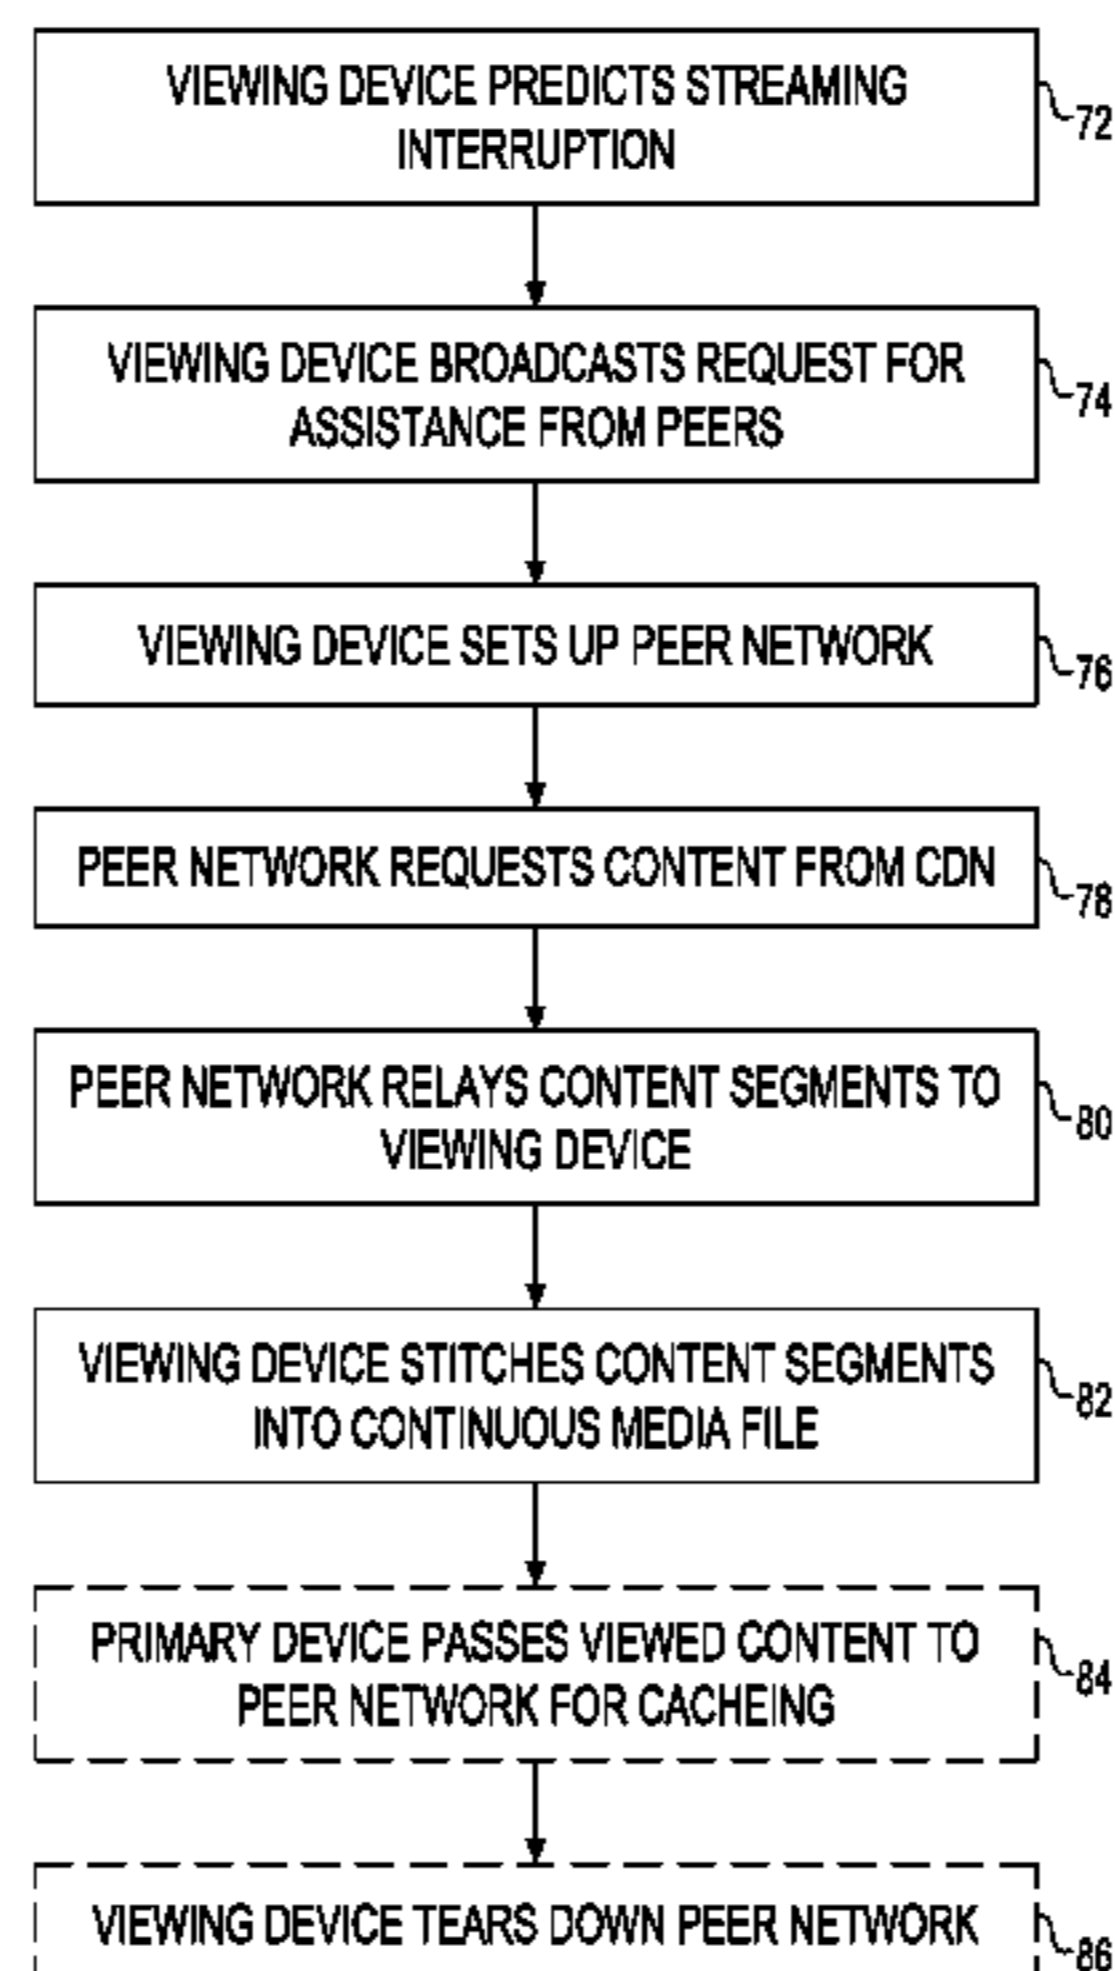 VIEWING DEVICE PREDICTS STREAMING
INTERRUPTION
72
VIEWING DEVICE BROADCASTS REQUEST FOR
ASSISTANCE FROM PEERS
74
VIEWING DEVICE SETS UP PEER NETWORK
76
PEER NETWORK REQUESTS CONTENT FROM CDN
78
PEER NETWORK RELAYS CONTENT SEGMENTS TO
VIEWING DEVICE
80
VIEWING DEVICE STITCHES CONTENT SEGMENTS
INTO CONTINUOUS MEDIA FILE
82
PRIMARY DEVICE PASSES VIEWED CONTENT TO
PEER NETWORK FOR CACHEING
84
VIEWING DEVICE TEARS DOWN PEER NETWORK
86